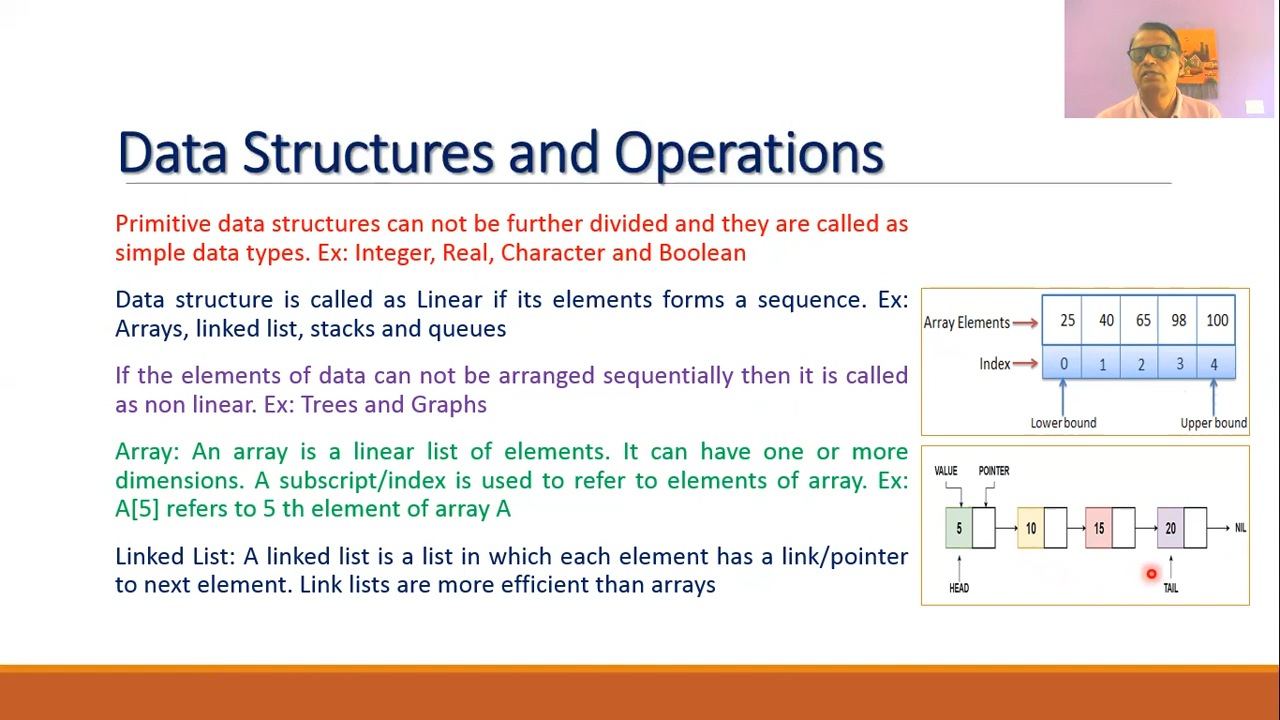 Data Structures and Operations
Primitive data structures can not be further divided and they are called as
simple data types. Ex: Integer, Real, Character and Boolean
Data structure is called as Linear if its elements forms a sequence. Ex:
Arrays, linked list, stacks and queues
If the elements of data can not be arranged sequentially then it is called
as non linear. Ex: Trees and Graphs
Array: An array is a linear list of elements. It can have one or more
dimensions. A subscript/index is used to refer to elements of array. Ex:
A[5] refers to 5 th element of array A
Linked List: A linked list is a list in which each element has a link/pointer
to next element. Link lists are more efficient than arrays
Array Elements 25 40 65 98 100
Index 0 1 2 3 4
Lower bound Upper bound
VALUE POINTER
5 10 15 20 NIL
HEAD TAIL